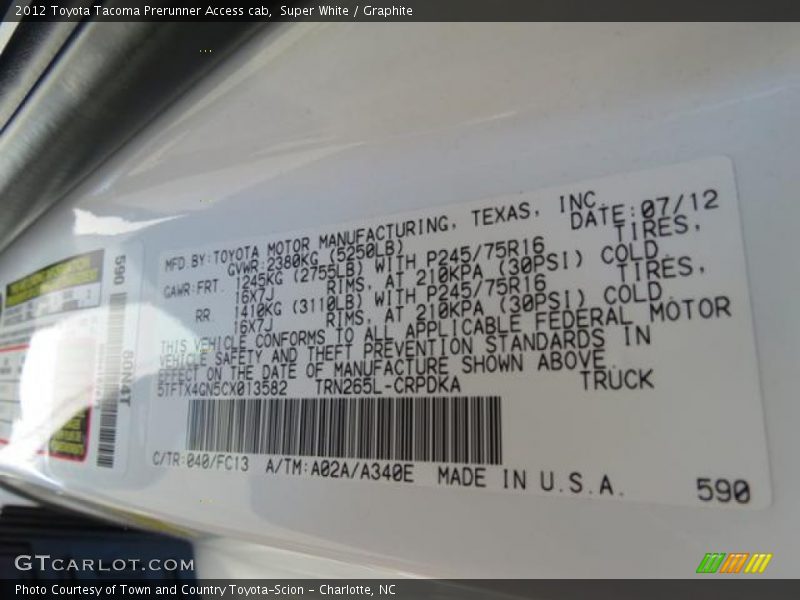 2012 Toyota Tacoma Prerunner Access cab, Super White / Graphite
MFD.BY:TOYOTA MOTOR MANUFACTURING, TEXAS, INC.
GVWR:2380KG (5250LB) DATE:07/12
GAWR:FRT. 1245KG (2755LB) WITH P245/75R16 TIRES,
16X7J RIMS, AT 210KPA (30PSI) COLD
RR 1410KG (3110LB) WITH P245/75R16 TIRES,
16X7J RIMS, AT 210KPA (30PSI) COLD
THIS VEHICLE CONFORMS TO ALL APPLICABLE FEDERAL MOTOR
VEHICLE SAFETY AND THEFT PREVENTION STANDARDS IN
EFFECT ON THE DATE OF MANUFACTURE SHOWN ABOVE.
5TFTX4GN5CX013582 TRN265L-CRPDKA TRUCK
C/TR:040/FC13 A/TM:A02A/A340E MADE IN U.S.A.
590
590
80N4T
GTCARLOT.COM
Photo Courtesy of Town and Country Toyota-Scion - Charlotte, NC